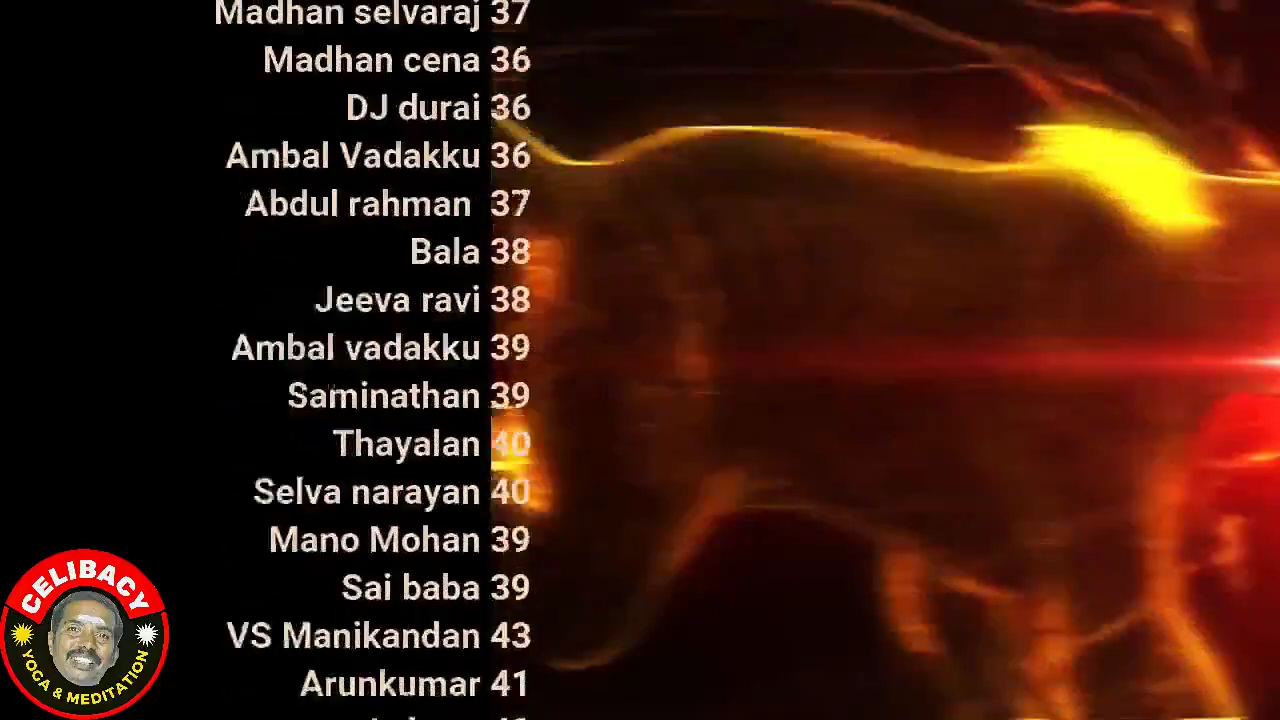 Madhan selvaraj 37
Madhan cena 36
DJ durai 36
Ambal Vadakku 36
Abdul rahman 37
Bala 38
Jeeva ravi 38
Ambal vadakku 39
Saminathan 39
Thayalan 40
Selva narayan 40
Mano Mohan 39
Sai baba 39
VS Manikandan 43
Arunkumar 41
CELIBACY
YOGA & MEDITATION